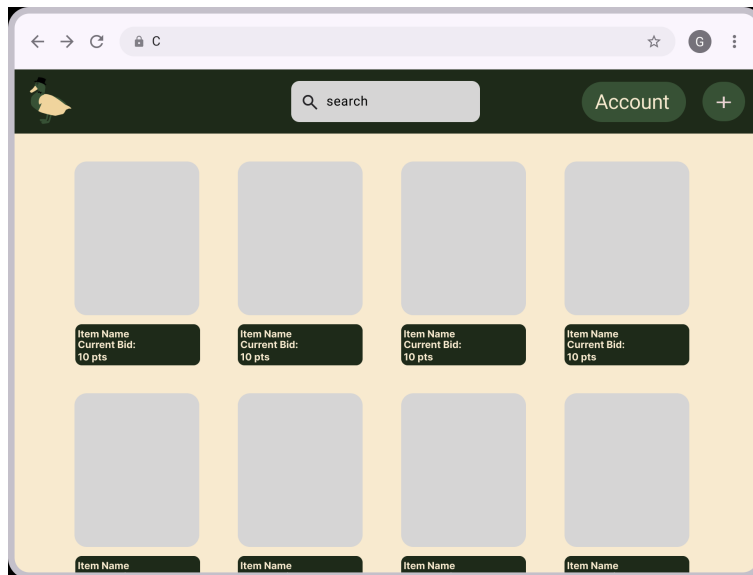 C
G
search
Account
+
Item Name
Current Bid:
10 pts
Item Name
Current Bid:
10 pts
Item Name
Current Bid:
10 pts
Item Name
Current Bid:
10 pts
Item Name
Item Name
Item Name
Item Name